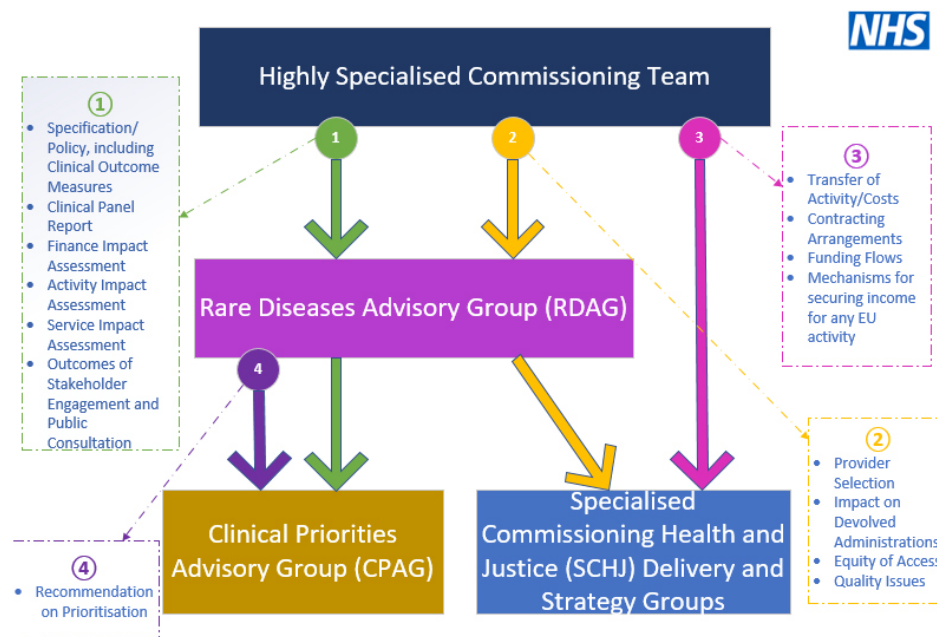 NHS
Highly Specialised Commissioning Team
1
2
3
①
• Specification/
Policy, including
Clinical Outcome
Measures
• Clinical Panel
Report
• Finance Impact
Assessment
• Activity Impact
Assessment
• Service Impact
Assessment
• Outcomes of
Stakeholder
Engagement and
Public
Consultation
③
• Transfer of
Activity/Costs
• Contracting
Arrangements
• Funding Flows
• Mechanisms for
securing income
for any EU
activity
Rare Diseases Advisory Group (RDAG)
4
②
• Provider
Selection
• Impact on
Devolved
Administrations
• Equity of Access
• Quality Issues
Clinical Priorities
Advisory Group (CPAG)
Specialised
Commissioning Health and
Justice (SCHJ) Delivery and
Strategy Groups
④
• Recommendation
on Prioritisation